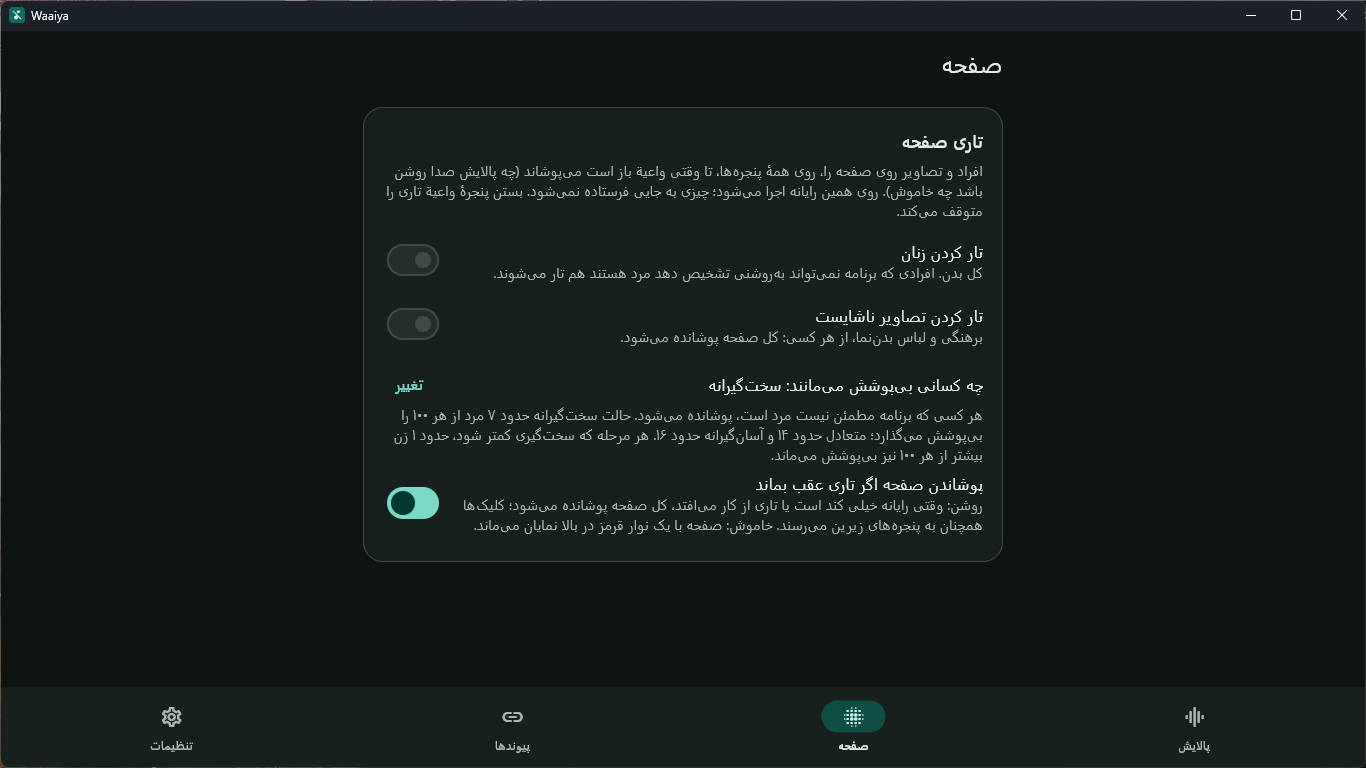 Waaiya
صفحه
تاری صفحه
افراد و تصاویر روی صفحه را، روی همهٔ پنجره‌ها، تا وقتی واعیة باز است می‌پوشاند (چه پالایش صدا روشن
باشد چه خاموش). روی همین رایانه اجرا می‌شود؛ چیزی به جایی فرستاده نمی‌شود. بستن پنجرهٔ واعیة تاری را
متوقف می‌کند.
تار کردن زنان
کل بدن. افرادی که برنامه نمی‌تواند به‌روشنی تشخیص دهد مرد هستند هم تار می‌شوند.
تار کردن تصاویر ناشایست
برهنگی و لباس بدن‌نما، از هر کسی: کل صفحه پوشانده می‌شود.
چه کسانی بی‌پوشش می‌مانند: سخت‌گیرانه
تغییر
هر کسی که برنامه مطمئن نیست مرد است، پوشانده می‌شود. حالت سخت‌گیرانه حدود ۷ مرد از هر ۱۰۰ را
بی‌پوشش می‌گذارد؛ متعادل حدود ۱۴ و آسان‌گیرانه حدود ۱۶. هر مرحله که سخت‌گیری کمتر شود، حدود ۱ زن
بیشتر از هر ۱۰۰ نیز بی‌پوشش می‌ماند.
پوشاندن صفحه اگر تاری عقب بماند
روشن: وقتی رایانه خیلی کند است یا تاری از کار می‌افتد، کل صفحه پوشانده می‌شود؛ کلیک‌ها
همچنان به پنجره‌های زیرین می‌رسند. خاموش: صفحه با یک نوار قرمز در بالا نمایان می‌ماند.
پالایش
صفحه
پیوندها
تنظیمات